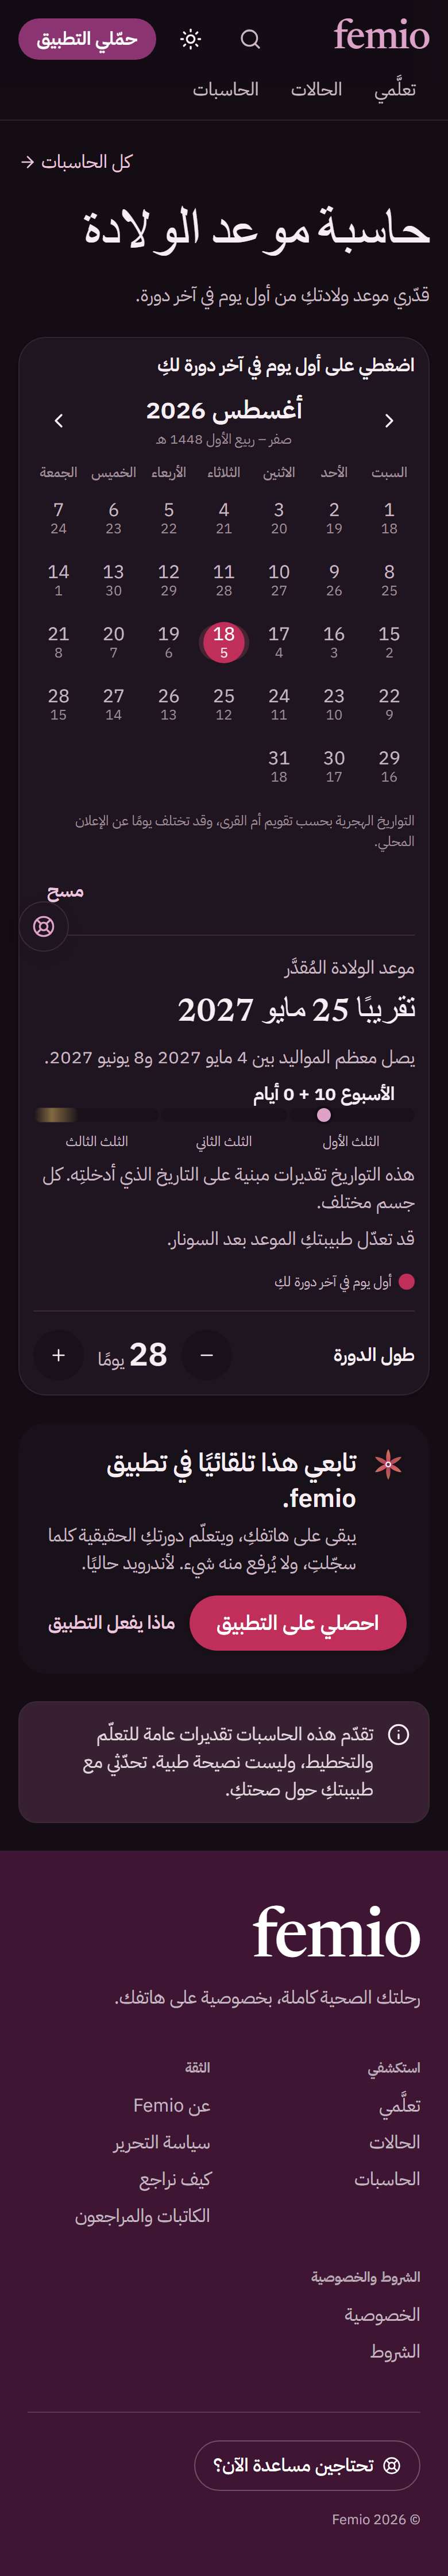 femio
حمّلي التطبيق
تعلَّمي الحالات الحاسبات
كل الحاسبات
حاسبة موعد الولادة
قدّري موعد ولادتكِ من أول يوم في آخر دورة.
اضغطي على أول يوم في آخر دورة لكِ
أغسطس 2026
صفر – ربيع الأول 1448 هـ
السبت الأحد الاثنين الثلاثاء الأربعاء الخميس الجمعة
1 2 3 4 5 6 7
18 19 20 21 22 23 24
8 9 10 11 12 13 14
25 26 27 28 29 30 1
15 16 17 18 19 20 21
2 3 4 5 6 7 8
22 23 24 25 26 27 28
9 10 11 12 13 14 15
29 30 31
16 17 18
التواريخ الهجرية بحسب تقويم أم القرى، وقد تختلف يومًا عن الإعلان
المحلي.
مسح
موعد الولادة المُقدَّر
تقريبًا 25 مايو 2027
يصل معظم المواليد بين 4 مايو 2027 و8 يونيو 2027.
الأسبوع 10 + 0 أيام
الثلث الأول الثلث الثاني الثلث الثالث
هذه التواريخ تقديرات مبنية على التاريخ الذي أدخلتِه. كل
جسم مختلف.
قد تعدّل طبيبتكِ الموعد بعد السونار.
أول يوم في آخر دورة لكِ
طول الدورة − 28 يومًا +
تابعي هذا تلقائيًا في تطبيق
femio.
يبقى على هاتفكِ، ويتعلّم دورتكِ الحقيقية كلما
سجّلتِ، ولا يُرفع منه شيء. لأندرويد حاليًا.
احصلي على التطبيق
ماذا يفعل التطبيق
تقدّم هذه الحاسبات تقديرات عامة للتعلّم
والتخطيط، وليست نصيحة طبية. تحدّثي مع
طبيبتكِ حول صحتكِ.
femio
رحلتك الصحية كاملة، بخصوصية على هاتفك.
استكشفي
تعلَّمي
الحالات
الحاسبات
الثقة
عن Femio
سياسة التحرير
كيف نراجع
الكاتبات والمراجعون
الشروط والخصوصية
الخصوصية
الشروط
تحتاجين مساعدة الآن؟
© 2026 Femio